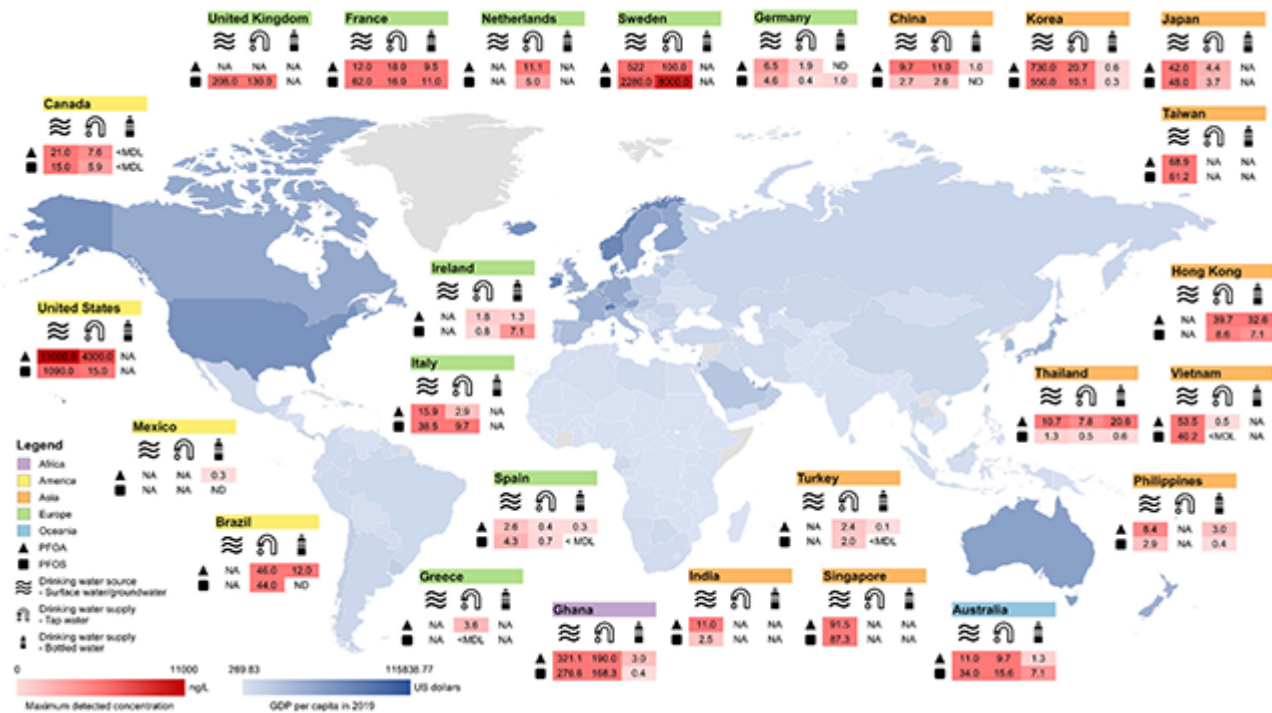 United Kingdom
NA NA NA
206.0 130.0 NA
France
12.0 18.0 9.5
62.0 16.0 11.0
Netherlands
NA 11.1 NA
NA 5.0 NA
Sweden
522 100.0 NA
2280.0 8000.0 NA
Germany
6.5 1.9 ND
4.6 0.4 1.0
China
9.7 11.0 1.0
2.7 2.6 ND
Korea
730.0 20.7 0.6
550.0 10.1 0.3
Japan
42.0 4.4 NA
48.0 3.7 NA
Canada
21.0 7.6 <MDL
15.0 5.9 <MDL
Taiwan
68.9 NA NA
61.2 NA NA
Ireland
NA 1.8 1.3
NA 0.8 7.1
Hong Kong
NA 39.7 32.6
NA 8.6 7.1
United States
11000.0 4300.0 NA
1090.0 15.0 NA
Italy
15.9 2.9 NA
38.5 9.7 NA
Thailand
10.7 7.8 20.6
1.3 0.5 0.6
Vietnam
53.5 0.5 NA
40.2 <MDL NA
Mexico
NA NA 0.3
NA NA ND
Spain
2.6 0.4 0.3
4.3 0.7 < MDL
Turkey
NA 2.4 0.1
NA 2.0 <MDL
Philippines
8.4 NA 3.0
2.9 NA 0.4
Brazil
NA 46.0 12.0
NA 44.0 ND
Greece
NA 3.6 NA
NA <MDL NA
Ghana
321.1 190.0 3.0
276.6 168.3 0.4
India
11.0 NA NA
2.5 NA NA
Singapore
91.5 NA NA
87.3 NA NA
Australia
11.0 9.7 1.3
34.0 15.6 7.1
Legend
Africa
America
Asia
Europe
Oceania
PFOA
PFOS
Drinking water source
- Surface water/groundwater
Drinking water supply
- Tap water
Drinking water supply
- Bottled water
0 11000 ng/L
Maximum detected concentration
269.83 115838.77 US dollars
GDP per capita in 2019